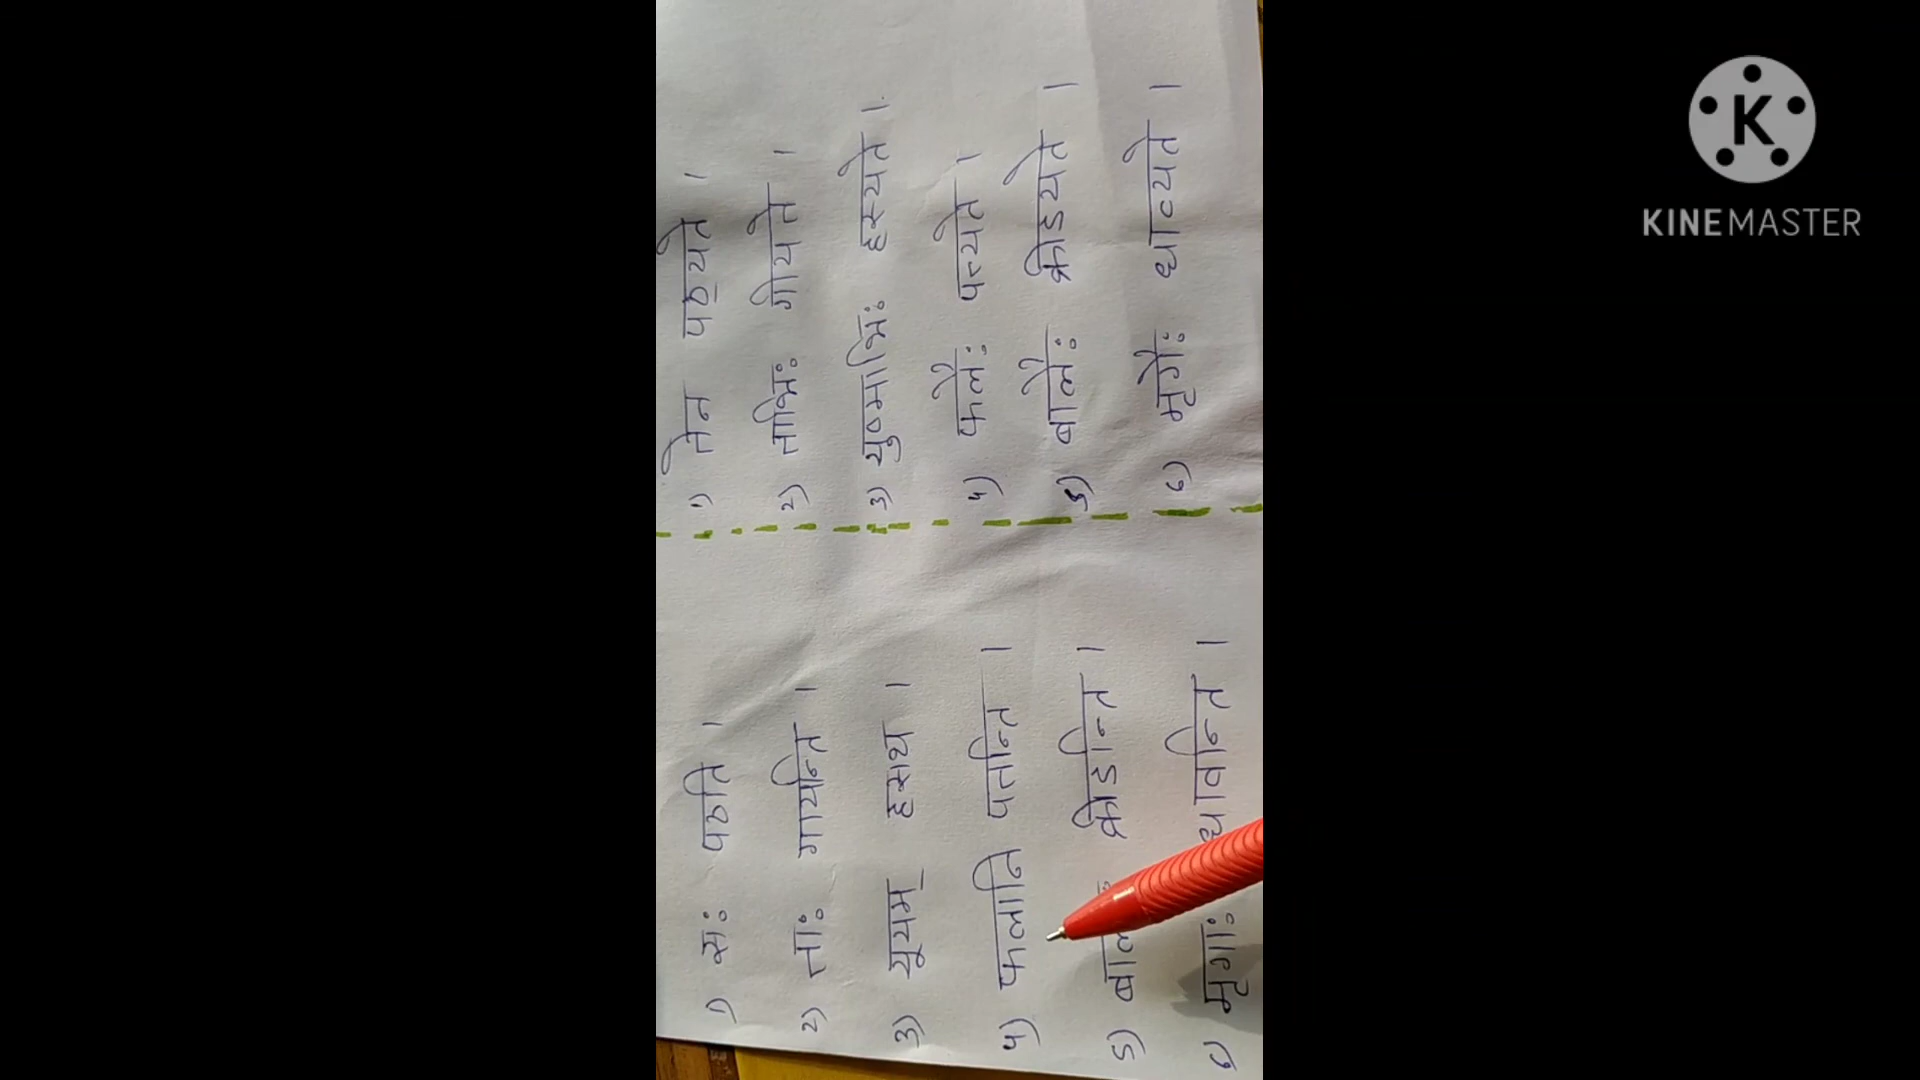 1) सः पठति ।
2) ताः गायन्ति ।
3) यूयम् हसथ ।
4) फलानि पतन्ति ।
5) क्रीडन्ति ।
6) मृगाः धावन्ति ।
1) तेन पठ्यते ।
2) ताभिः गीयते ।
3) युष्माभिः हस्यते ।
4) फलैः पत्यते ।
5) बालैः क्रीडयते ।
6) मृगैः धाव्यते ।
KINEMASTER